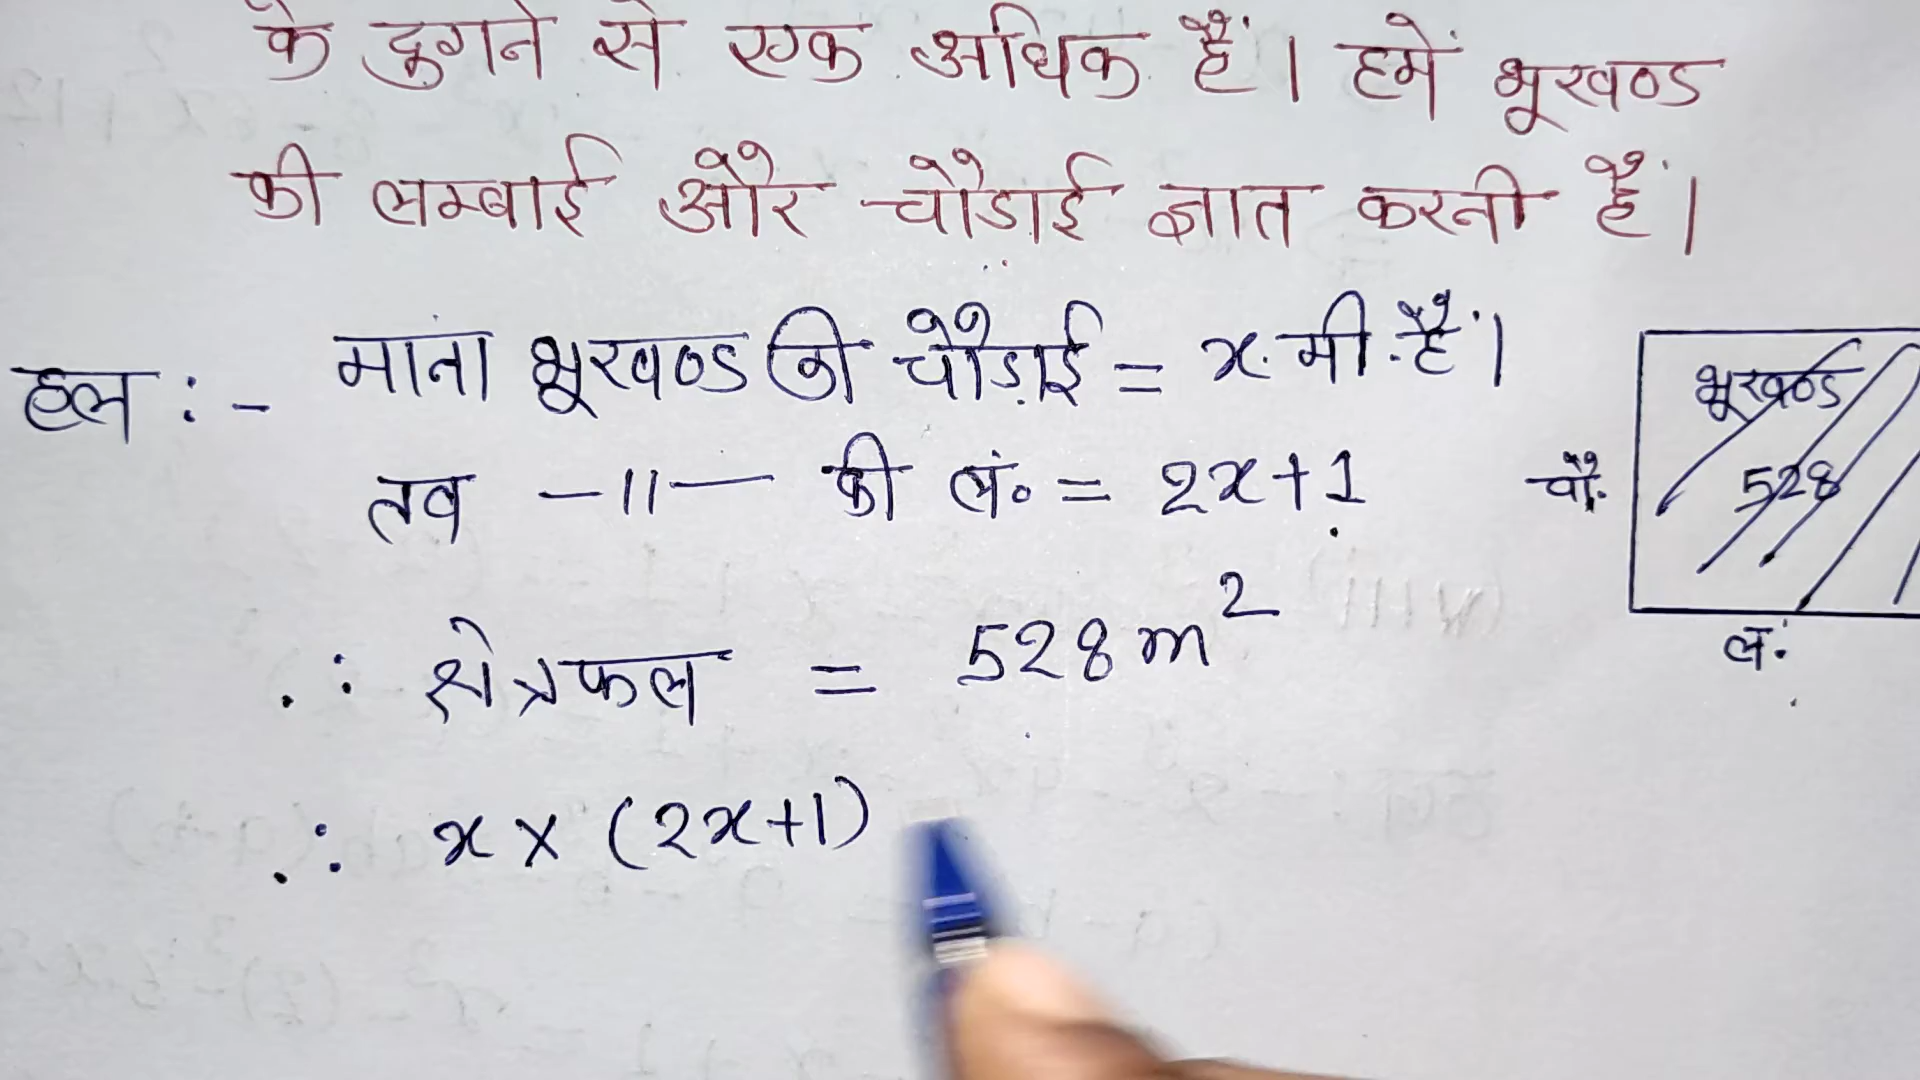 के दुगने से एक अधिक हैं। हमें भूखण्ड
की लम्बाई और चौड़ाई ज्ञात करनी हैं।
हल :- माना भूखण्ड की चौड़ाई = x मी. हैं।
तब —॥— की लं० = 2x+1
∴ क्षेत्रफल = 528 m²
∴ x × (2x+1)
भूखण्ड
528
चौ.
लं.